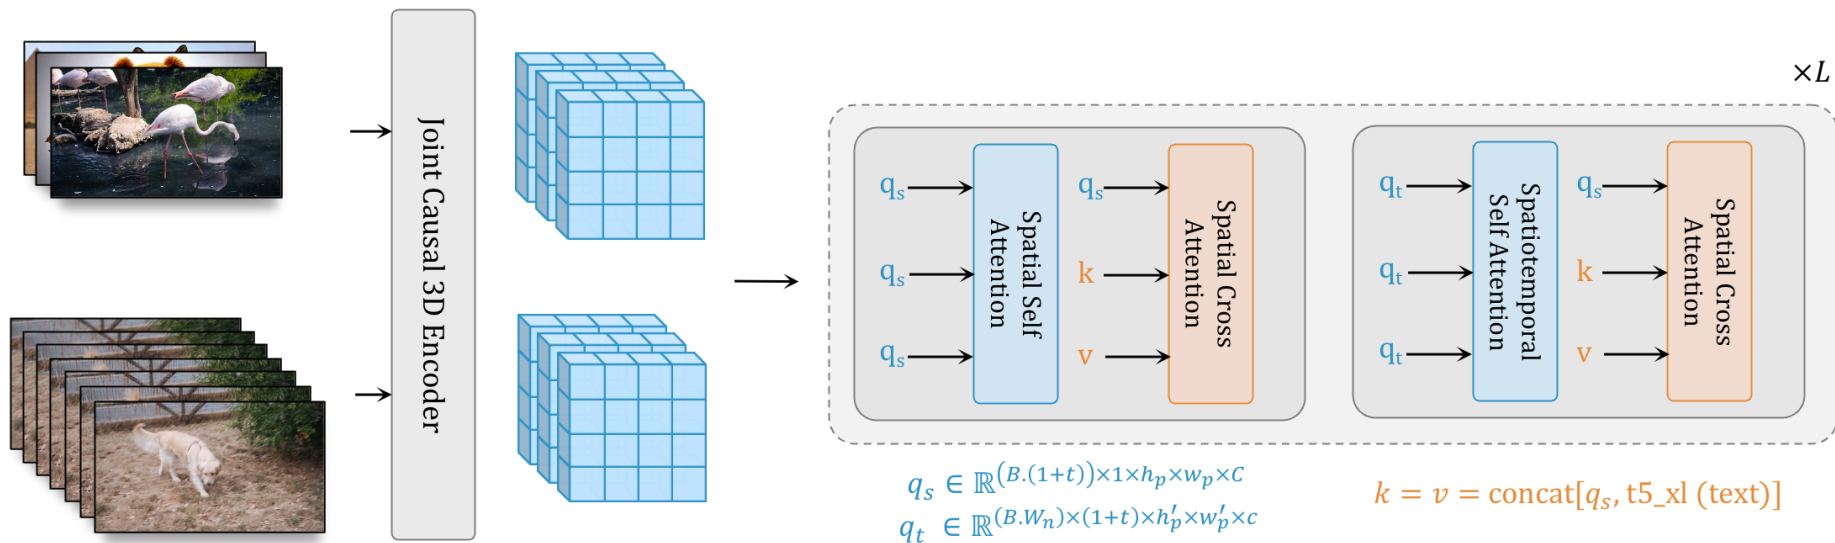 Joint Causal 3D Encoder
×L
q_s
q_s
q_s
Spatial Self
Attention
q_s
k
v
Spatial Cross
Attention
q_t
q_t
q_t
Spatiotemporal
Self Attention
q_s
k
v
Spatial Cross
Attention
q_s ∈ ℝ^(B.(1+t))×1×h_p×w_p×C
q_t ∈ ℝ^(B.W_n)×(1+t)×h'_p×w'_p×c
k = v = concat[q_s, t5_xl (text)]